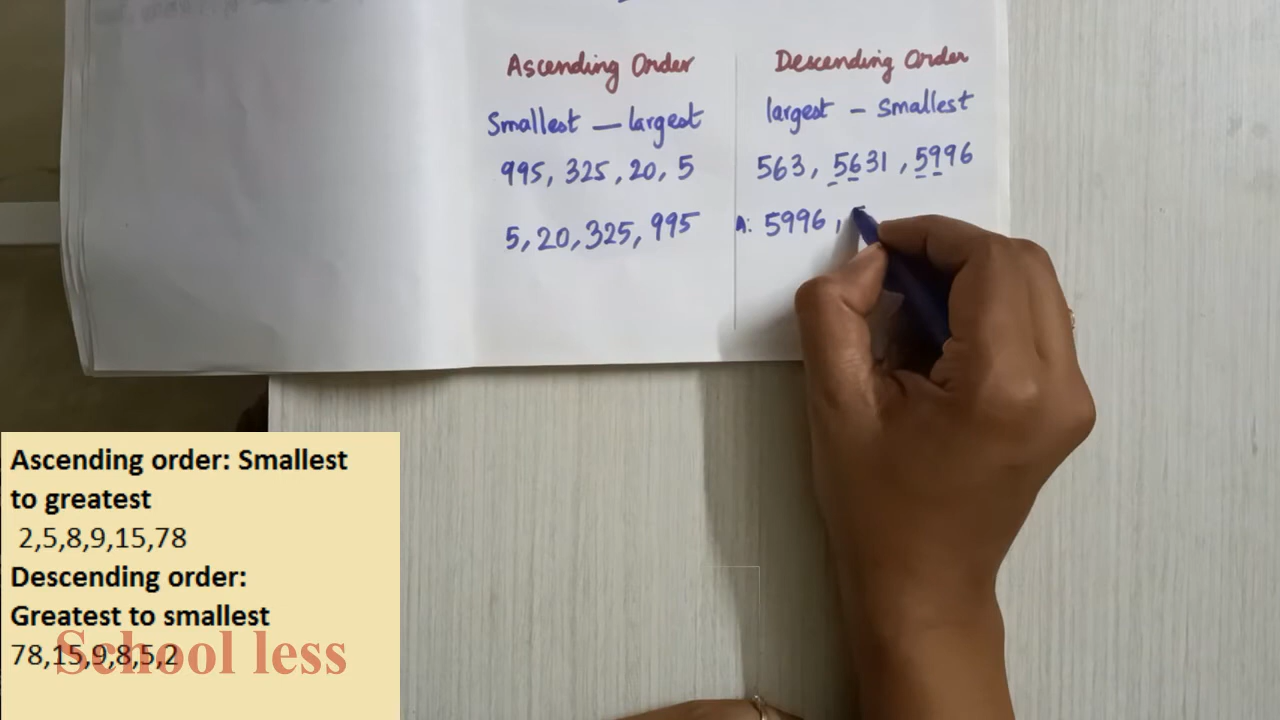 Ascending Order
Smallest — largest
995, 325, 20, 5
5, 20, 325, 995
Descending Order
largest – Smallest
563, 5631, 5996
A: 5996,
Ascending order: Smallest
to greatest
2,5,8,9,15,78
Descending order:
Greatest to smallest
78,15,9,8,5,2
School less